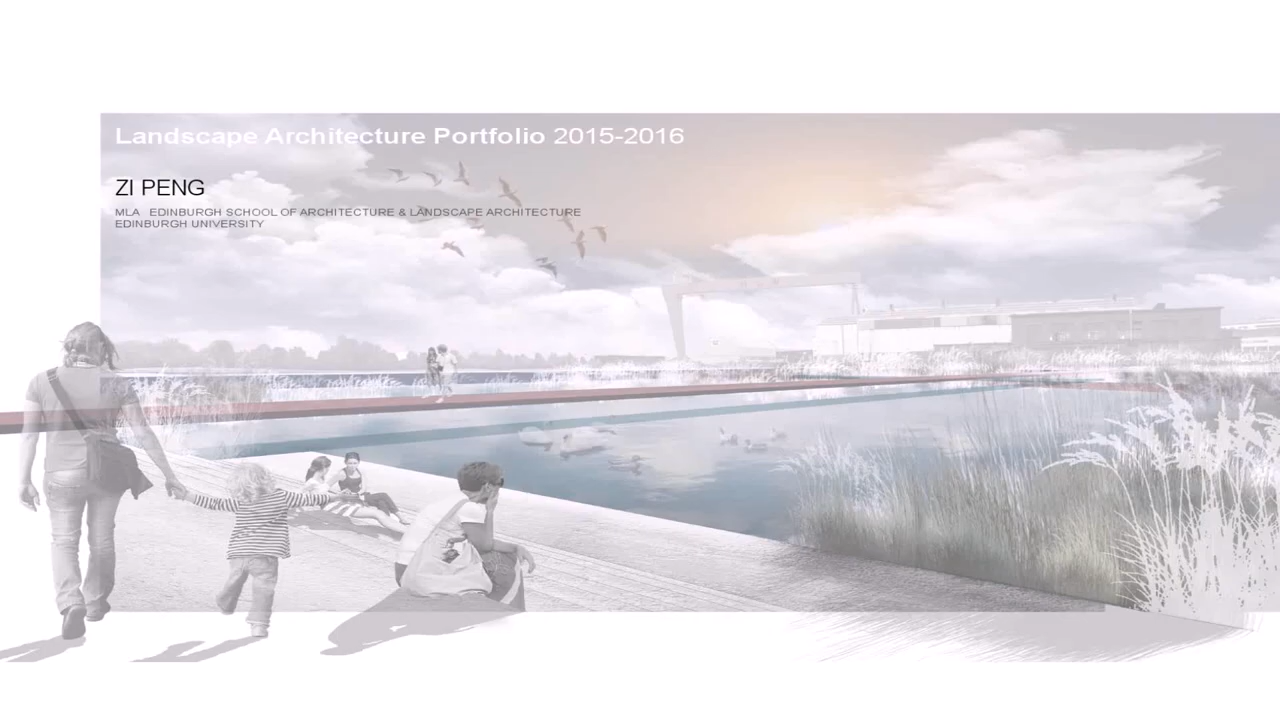 Landscape Architecture Portfolio 2015-2016
ZI PENG
MLA EDINBURGH SCHOOL OF ARCHITECTURE & LANDSCAPE ARCHITECTURE
EDINBURGH UNIVERSITY